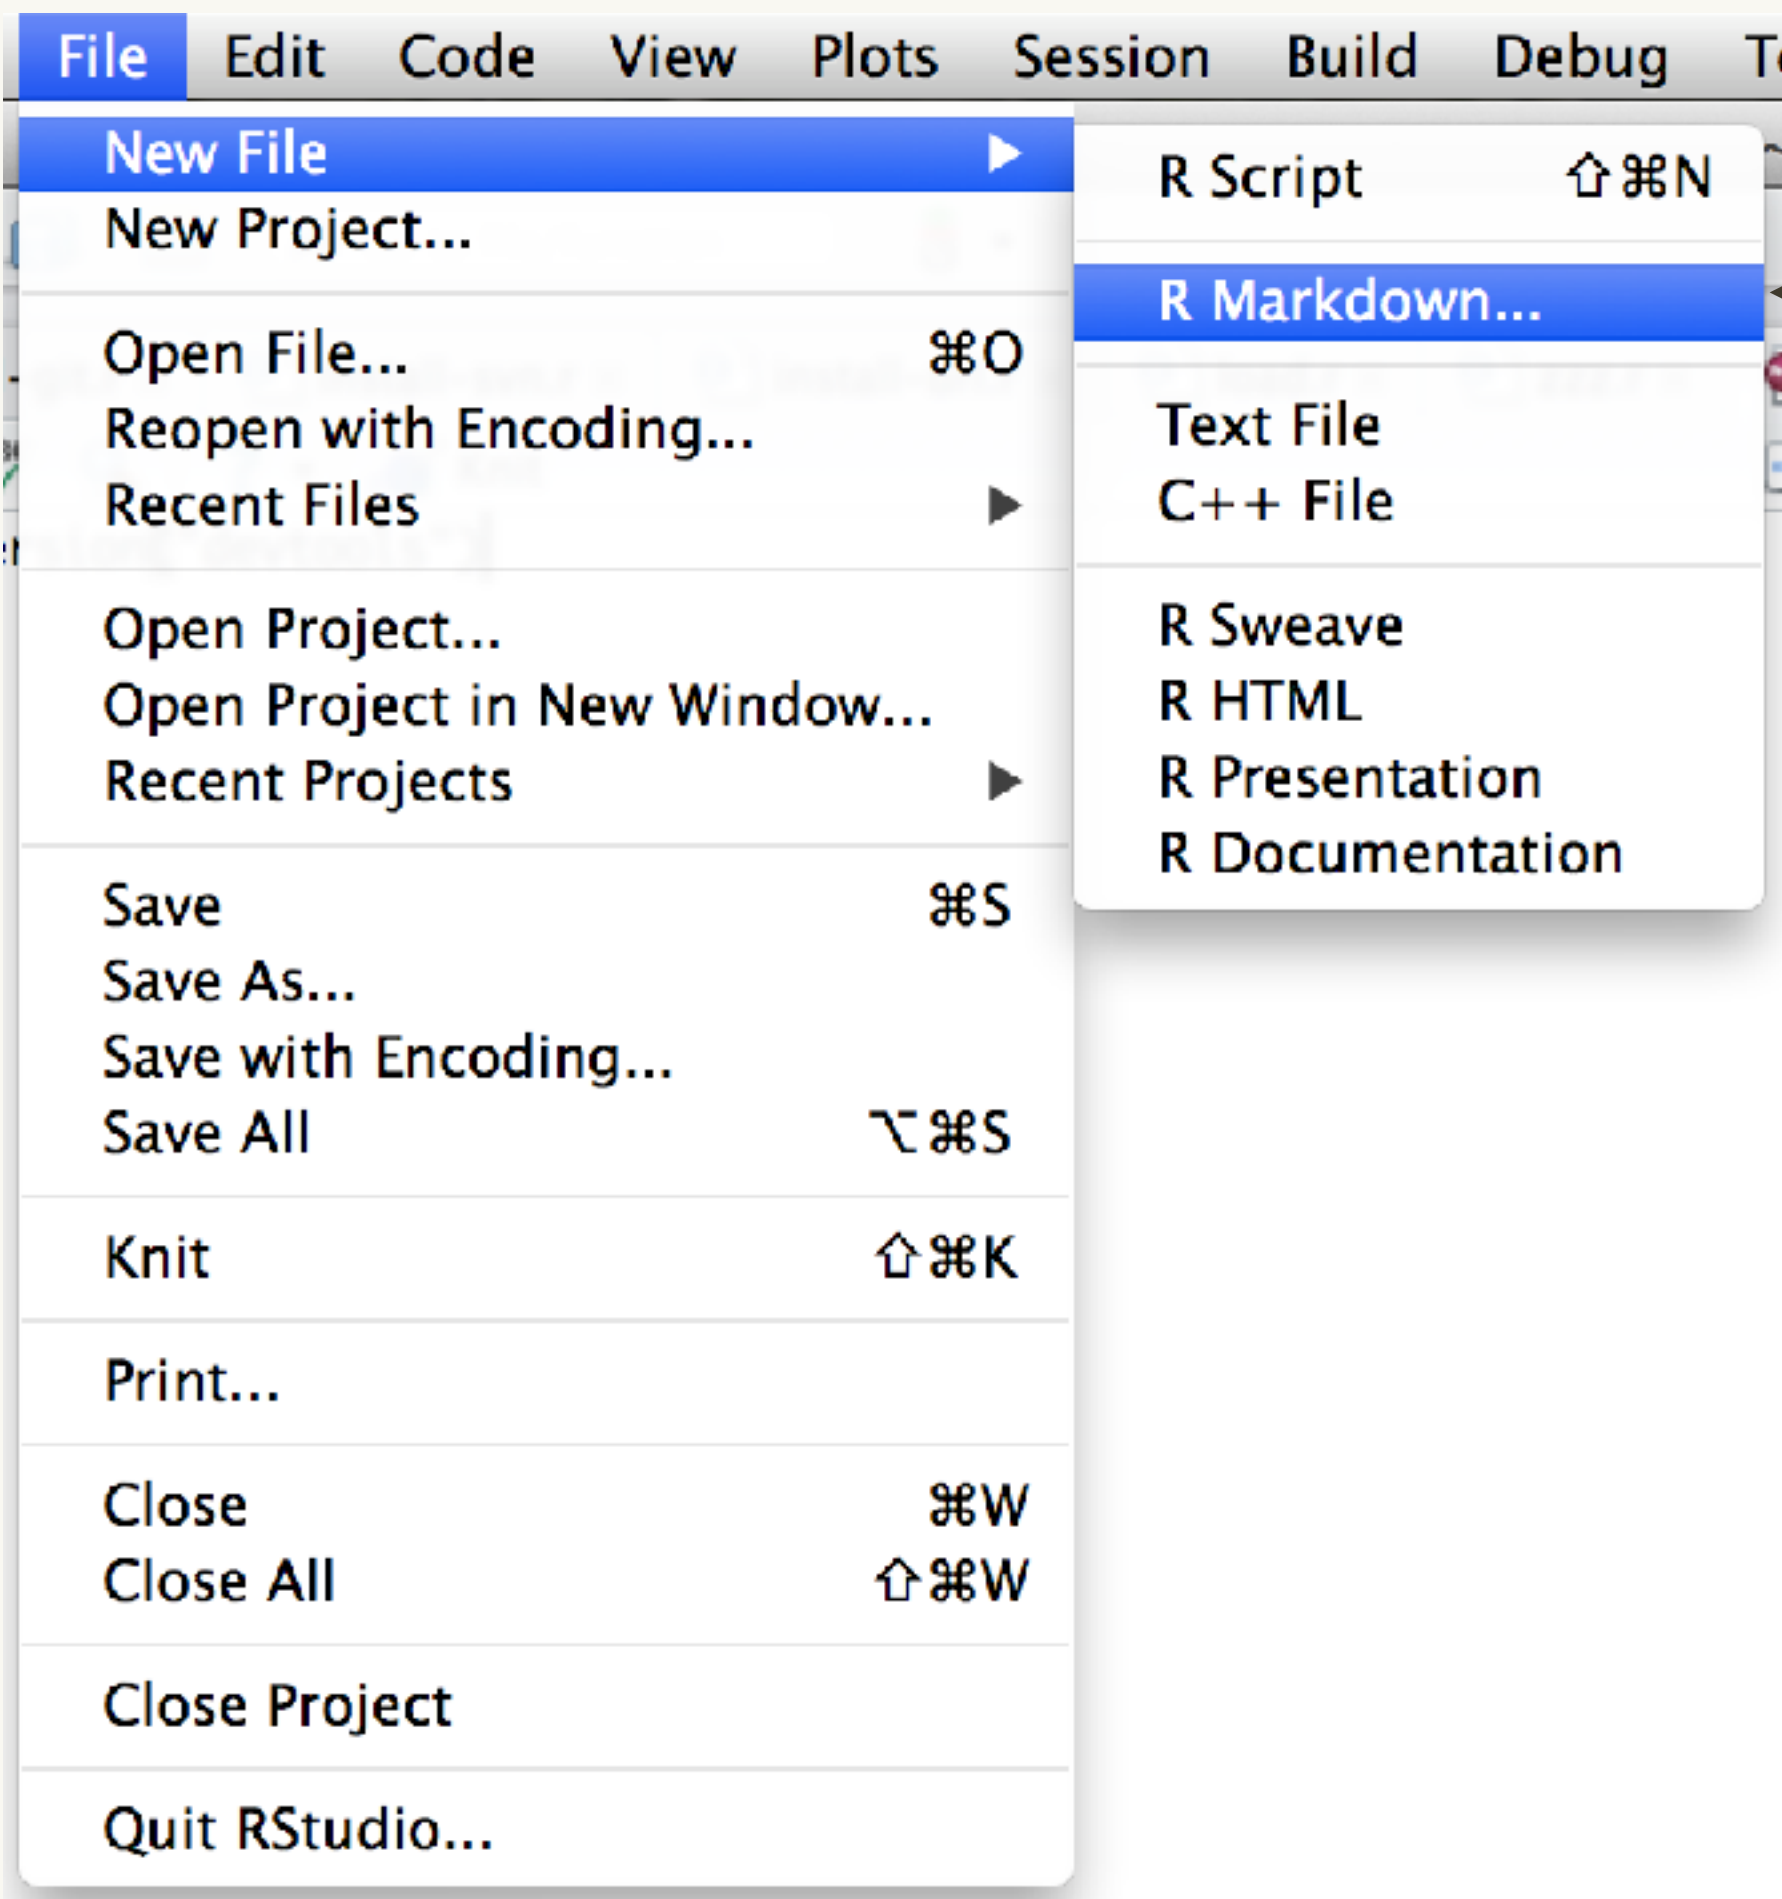 File Edit Code View Plots Session Build Debug
New File
New Project...
Open File... ⌘O
Reopen with Encoding...
Recent Files
Open Project...
Open Project in New Window...
Recent Projects
Save ⌘S
Save As...
Save with Encoding...
Save All ⌥⌘S
Knit ⇧⌘K
Print...
Close ⌘W
Close All ⇧⌘W
Close Project
Quit RStudio...
R Script ⇧⌘N
R Markdown...
Text File
C++ File
R Sweave
R HTML
R Presentation
R Documentation